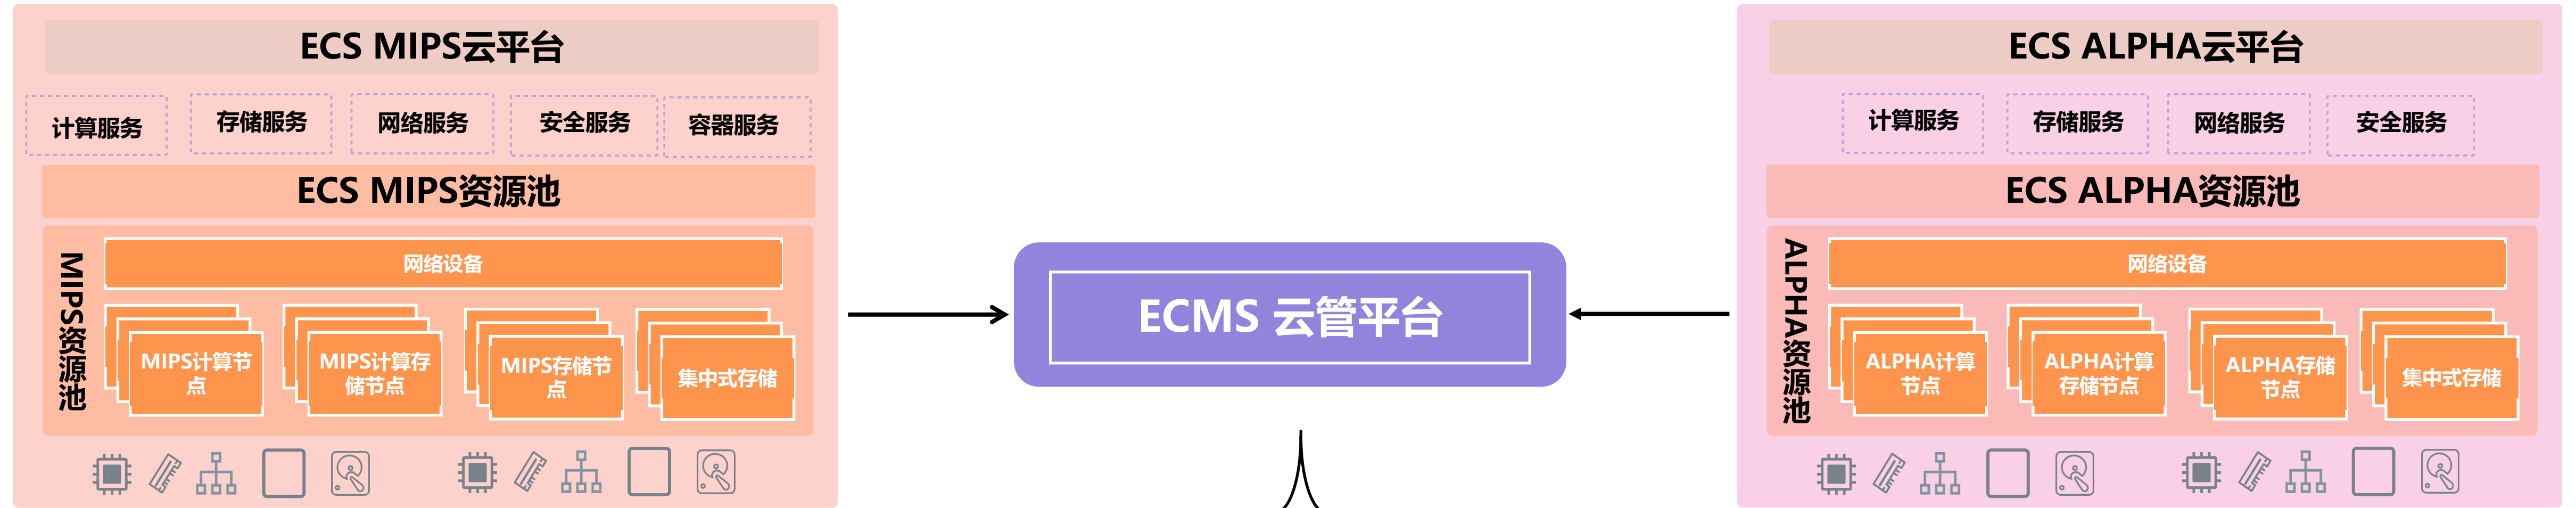 ECS MIPS云平台
计算服务
存储服务
网络服务
安全服务
容器服务
ECS MIPS资源池
MIPS资源池
网络设备
MIPS计算节
点
MIPS计算存
储节点
MIPS存储节
点
集中式存储
ECMS 云管平台
ECS ALPHA云平台
计算服务
存储服务
网络服务
安全服务
ECS ALPHA资源池
ALPHA资源池
网络设备
ALPHA计算
节点
ALPHA计算
存储节点
ALPHA存储
节点
集中式存储